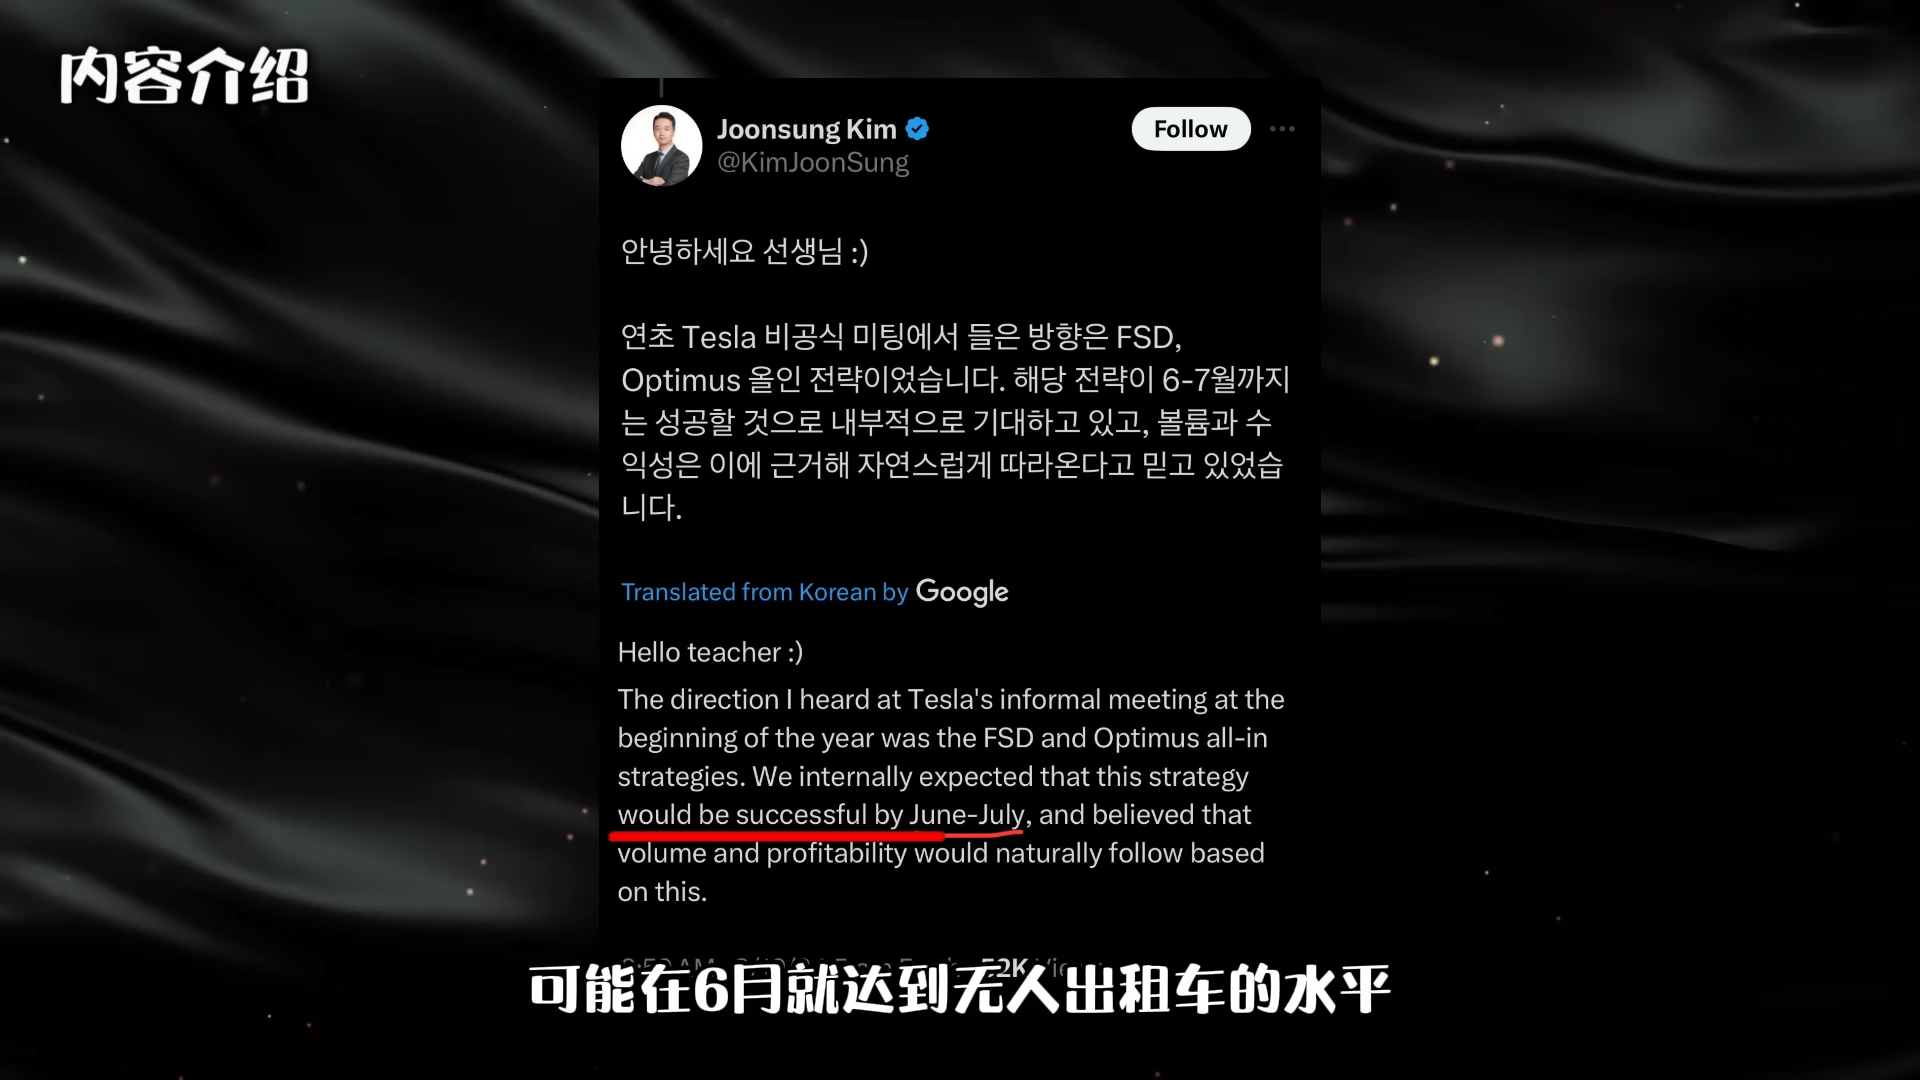 内容介绍
Joonsung Kim
@KimJoonSung
Follow
안녕하세요 선생님 :)
연초 Tesla 비공식 미팅에서 들은 방향은 FSD,
Optimus 올인 전략이었습니다. 해당 전략이 6-7월까지
는 성공할 것으로 내부적으로 기대하고 있고, 볼륨과 수
익성은 이에 근거해 자연스럽게 따라온다고 믿고 있었습
니다.
Translated from Korean by Google
Hello teacher :)
The direction I heard at Tesla's informal meeting at the
beginning of the year was the FSD and Optimus all-in
strategies. We internally expected that this strategy
would be successful by June-July, and believed that
volume and profitability would naturally follow based
on this.
52K
可能在6月就达到无人出租车的水平